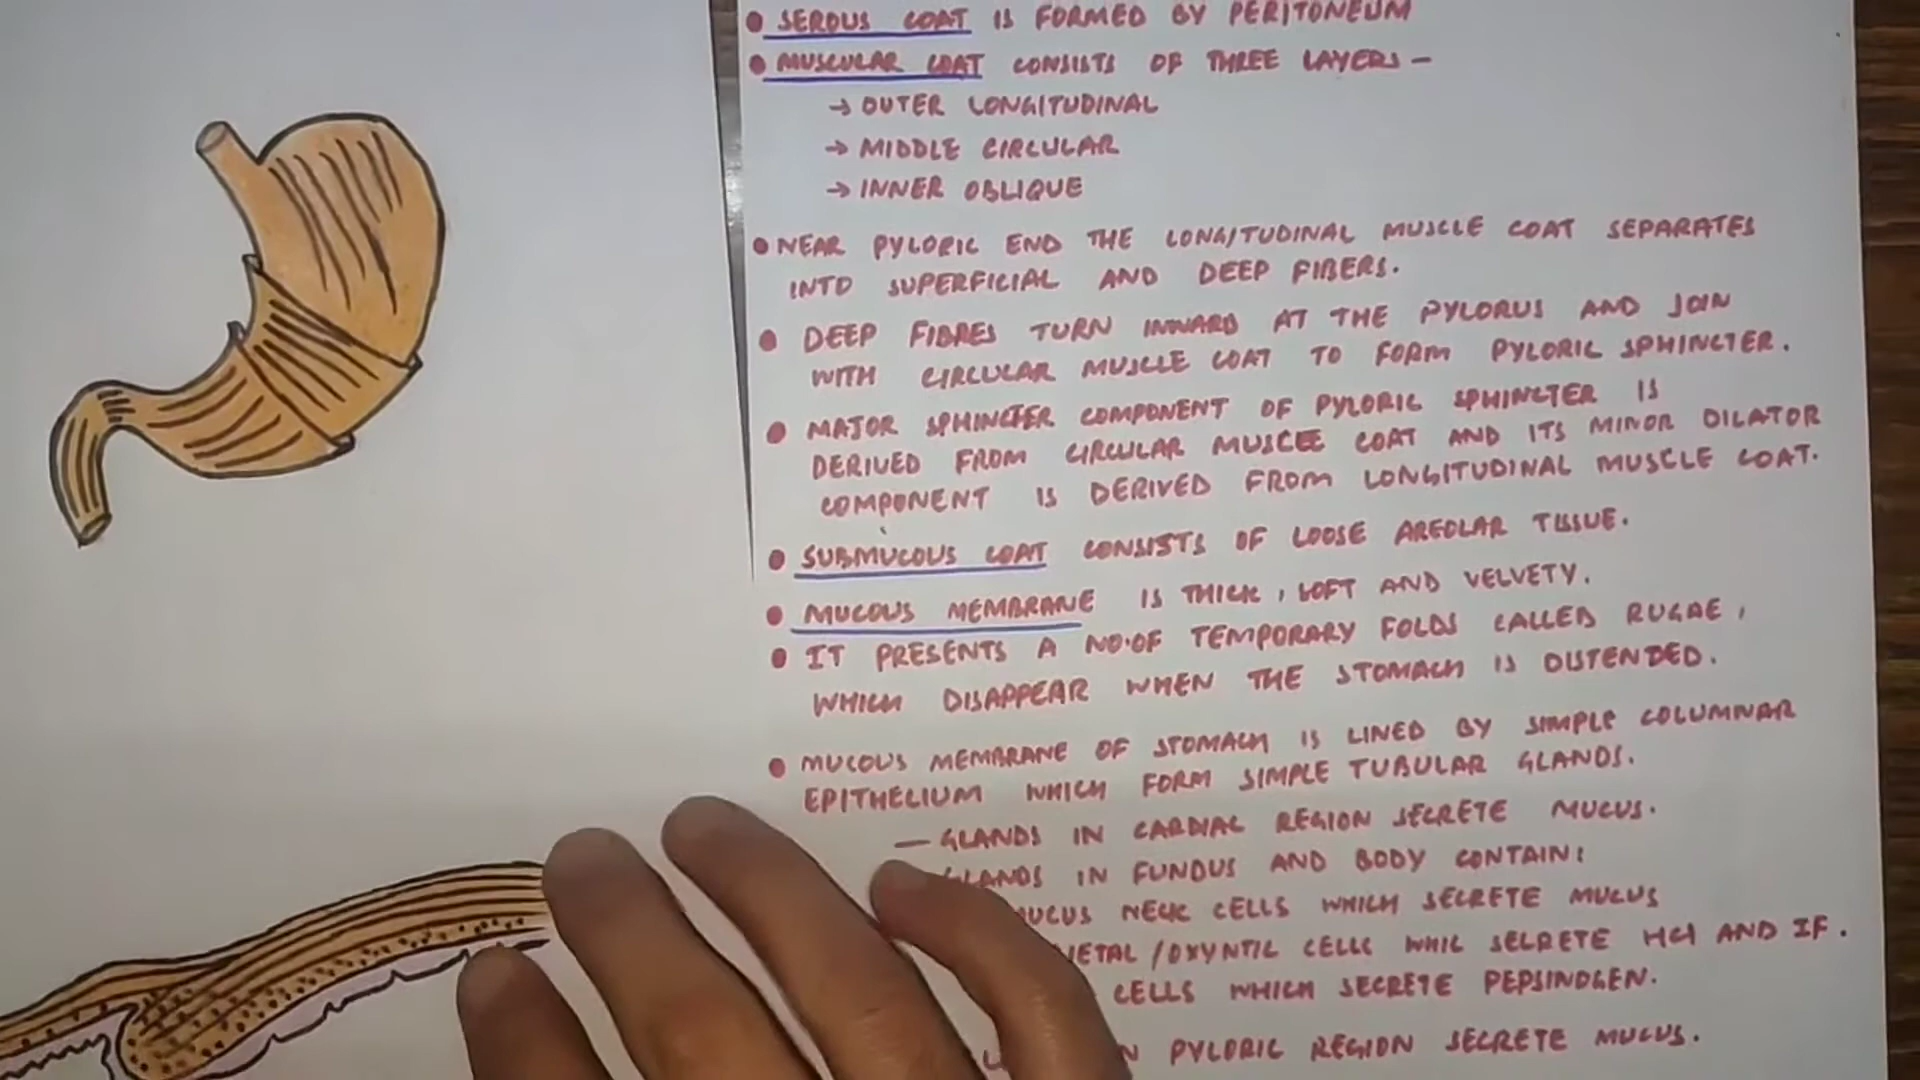 • SEROUS COAT IS FORMED BY PERITONEUM
• MUSCULAR COAT CONSISTS OF THREE LAYERS –
→ OUTER LONGITUDINAL
→ MIDDLE CIRCULAR
→ INNER OBLIQUE
• NEAR PYLORIC END THE LONGITUDINAL MUSCLE COAT SEPARATES
INTO SUPERFICIAL AND DEEP FIBERS.
• DEEP FIBRES TURN INWARD AT THE PYLORUS AND JOIN
WITH CIRCULAR MUSCLE COAT TO FORM PYLORIC SPHINCTER.
• MAJOR SPHINCTER COMPONENT OF PYLORIC SPHINCTER IS
DERIVED FROM CIRCULAR MUSCLE COAT AND ITS MINOR DILATOR
COMPONENT IS DERIVED FROM LONGITUDINAL MUSCLE COAT.
• SUBMUCOUS COAT CONSISTS OF LOOSE AREOLAR TISSUE.
• MUCOUS MEMBRANE IS THICK, SOFT AND VELVETY.
• IT PRESENTS A NO. OF TEMPORARY FOLDS CALLED RUGAE,
WHICH DISAPPEAR WHEN THE STOMACH IS DISTENDED.
• MUCOUS MEMBRANE OF STOMACH IS LINED BY SIMPLE COLUMNAR
EPITHELIUM WHICH FORM SIMPLE TUBULAR GLANDS.
— GLANDS IN CARDIAC REGION SECRETE MUCUS.
GLANDS IN FUNDUS AND BODY CONTAIN:
MUCUS NECK CELLS WHICH SECRETE MUCUS
/OXYNTIC CELLS WHIC SECRETE HCl AND IF.
CELLS WHICH SECRETE PEPSINOGEN.
PYLORIC REGION SECRETE MUCUS.